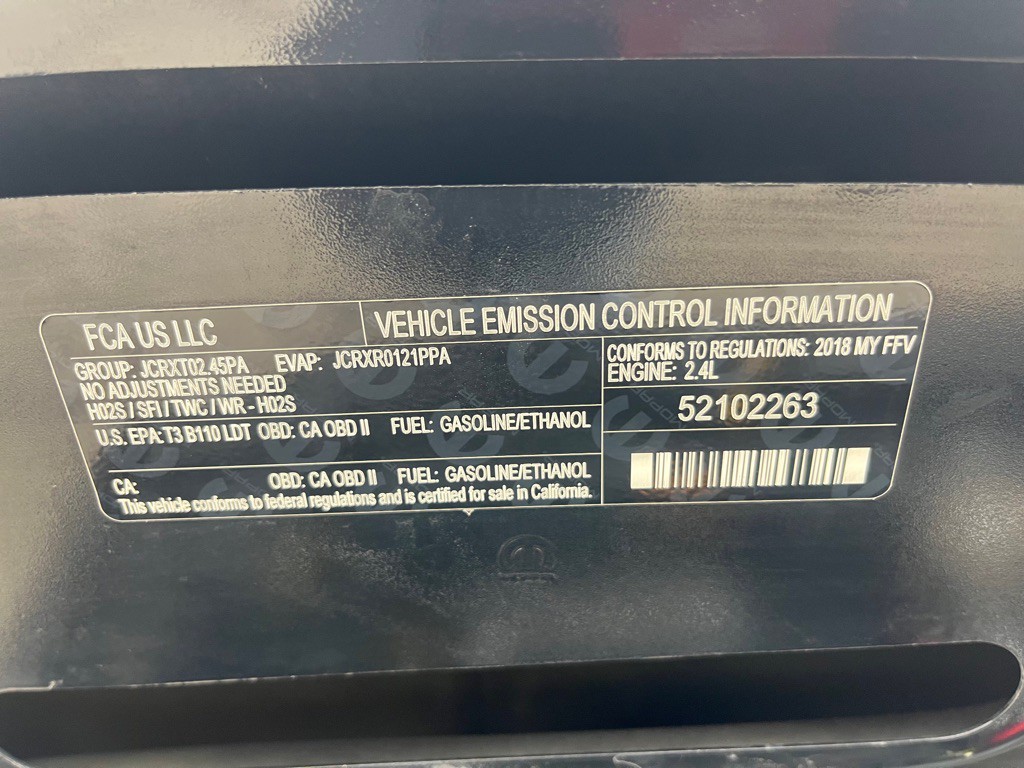 FCA US LLC
VEHICLE EMISSION CONTROL INFORMATION
GROUP: JCRXT02.45PA EVAP: JCRXR0121PPA
NO ADJUSTMENTS NEEDED
H02S / SFI / TWC / WR - H02S
U.S. EPA: T3 B110 LDT OBD: CA OBD II FUEL: GASOLINE/ETHANOL
CA: OBD: CA OBD II FUEL: GASOLINE/ETHANOL
This vehicle conforms to federal regulations and is certified for sale in California.
CONFORMS TO REGULATIONS: 2018 MY FFV
ENGINE: 2.4L
52102263